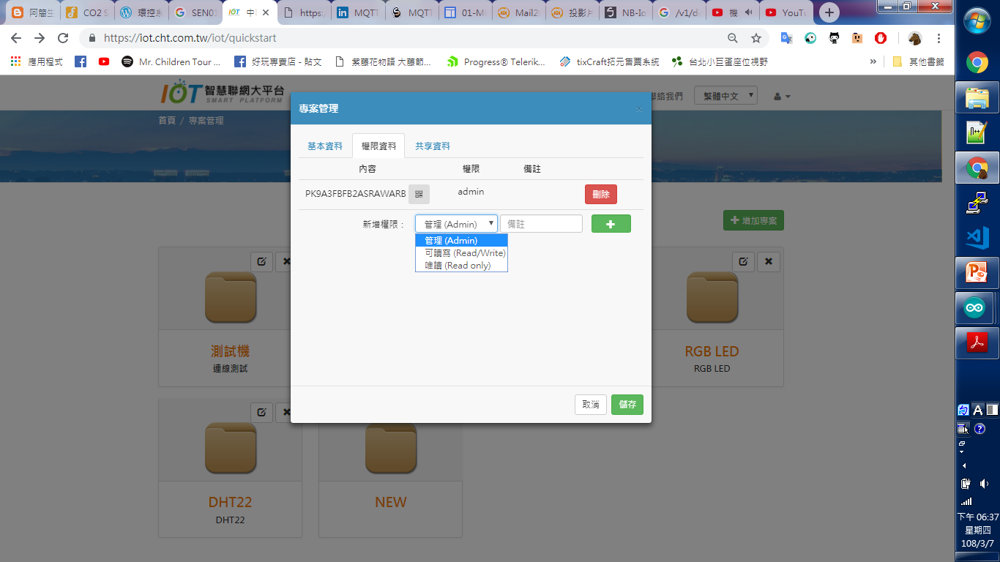 阿簡生
CO2 S
環控系
SEN01
中華
https:
MQTT
MQTT
01-MI
Mail2
投影片
NB-Io
/v1/de
機
YouTu
https://iot.cht.com.tw/iot/quickstart
應用程式
Mr. Children Tour ...
好玩專賣店 - 貼文
紫藤花物語 大藤節...
Progress® Telerik...
tixCraft拓元售票系統
台北小巨蛋座位視野
»
其他書籤
IOT 智慧聯網大平台
SMART PLATFORM
聯絡我們
繁體中文
首頁 / 專案管理
專案管理
×
基本資料
權限資料
共享資料
內容
權限
備註
PK9A3FBFB2ASRAWARB
admin
刪除
新增權限：
管理 (Admin)
備註
管理 (Admin)
可讀寫 (Read/Write)
唯讀 (Read only)
增加專案
測試機
連線測試
RGB LED
RGB LED
取消
儲存
DHT22
DHT22
NEW
下午 06:37
星期四
108/3/7